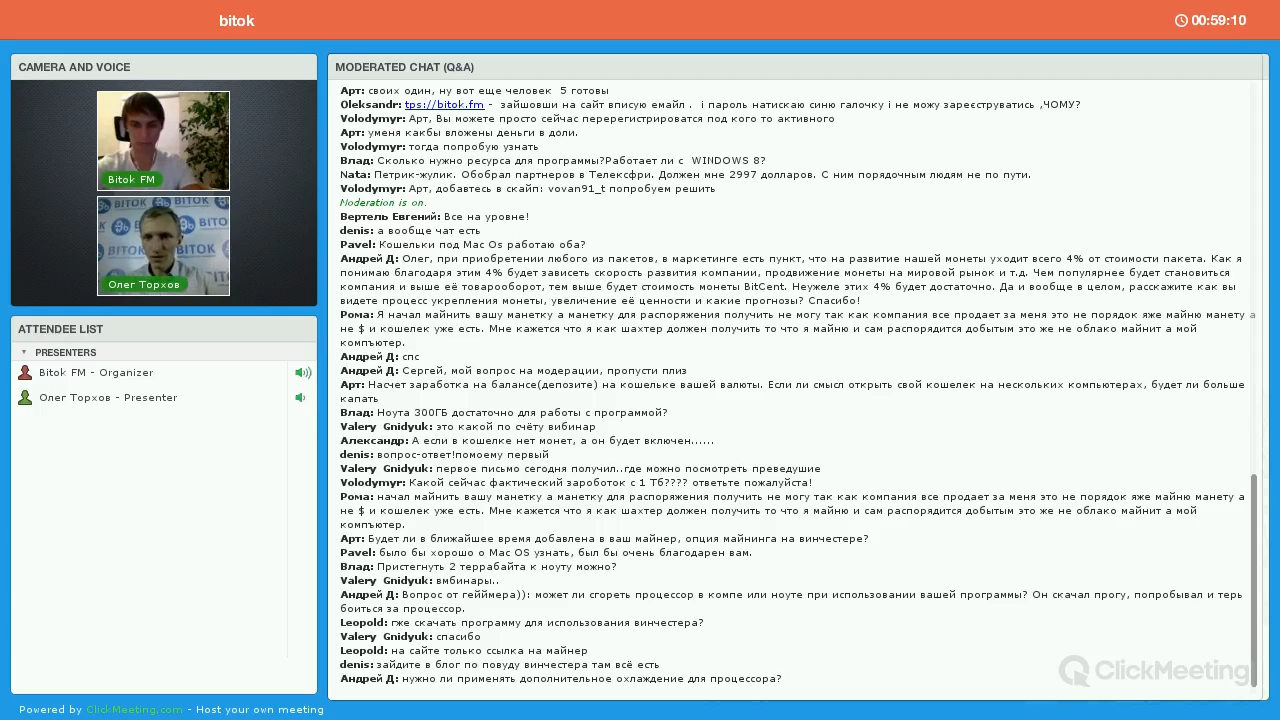 bitok
00:59:10
CAMERA AND VOICE
Bitok FM
BITOK
Олег Торхов
ATTENDEE LIST
PRESENTERS
Bitok FM - Organizer
Олег Торхов - Presenter
MODERATED CHAT (Q&A)
Арт: своих один, ну вот еще человек 5 готовы
Oleksandr: tps://bitok.fm - зайшовши на сайт вписую емайл . і пароль натискаю синю галочку і не можу зареєструватись ,ЧОМУ?
Volodymyr: Арт, Вы можете просто сейчас перерегистрироватся под кого то активного
Арт: уменя какбы вложены деньги в доли.
Volodymyr: тогда попробую узнать
Влад: Сколько нужно ресурса для программы?Работает ли с WINDOWS 8?
Nata: Петрик-жулик. Обобрал партнеров в Телексфри. Должен мне 2997 долларов. С ним порядочным людям не по пути.
Volodymyr: Арт, добавтесь в скайп: vovan91_t попробуем решить
Moderation is on.
Вертель Евгений: Все на уровне!
denis: а вообще чат есть
Pavel: Кошельки под Mac Os работаю оба?
Андрей Д: Олег, при приобретении любого из пакетов, в маркетинге есть пункт, что на развитие нашей монеты уходит всего 4% от стоимости пакета. Как я
понимаю благодаря этим 4% будет зависеть скорость развития компании, продвижение монеты на мировой рынок и т.д. Чем популярнее будет становиться
компания и выше её товарооборот, тем выше будет стоимость монеты BitCent. Неужеле этих 4% будет достаточно. Да и вообще в целом, расскажите как вы
видете процесс укрепления монеты, увеличение её ценности и какие прогнозы? Спасибо!
Рома: Я начал майнить вашу манетку а манетку для распоряжения получить не могу так как компания все продает за меня это не порядок яже майню манету а
не $ и кошелек уже есть. Мне кажется что я как шахтер должен получить то что я майню и сам распорядится добытым это же не облако майнит а мой
компъютер.
Андрей Д: спс
Андрей Д: Сергей, мой вопрос на модерации, пропусти плиз
Арт: Насчет заработка на балансе(депозите) на кошельке вашей валюты. Если ли смысл открыть свой кошелек на нескольких компьютерах, будет ли больше
капать
Влад: Ноута 300ГБ достаточно для работы с программой?
Valery Gnidyuk: это какой по счёту вибинар
Александр: А если в кошелке нет монет, а он будет включен......
denis: вопрос-ответ!помоему первый
Valery Gnidyuk: первое письмо сегодня получил..где можно посмотреть преведушие
Volodymyr: Какой сейчас фактический зароботок с 1 Тб???? ответьте пожалуйста!
Рома: начал майнить вашу манетку а манетку для распоряжения получить не могу так как компания все продает за меня это не порядок яже майню манету а
не $ и кошелек уже есть. Мне кажется что я как шахтер должен получить то что я майню и сам распорядится добытым это же не облако майнит а мой
компъютер.
Арт: Будет ли в ближайшее время добавлена в ваш майнер, опция майнинга на винчестере?
Pavel: было бы хорошо о Mac OS узнать, был бы очень благодарен вам.
Влад: Пристегнуть 2 террабайта к ноуту можно?
Valery Gnidyuk: вмбинары..
Андрей Д: Вопрос от геймера)): может ли сгореть процессор в компе или ноуте при использовании вашей программы? Он скачал прогу, попробывал и терь
боиться за процессор.
Leopold: гже скачать программу для использования винчестера?
Valery Gnidyuk: спасибо
Leopold: на сайте только ссылка на майнер
denis: зайдите в блог по повуду винчестера там всё есть
Андрей Д: нужно ли применять дополнительное охлаждение для процессора?
ClickMeeting
Powered by ClickMeeting.com - Host your own meeting